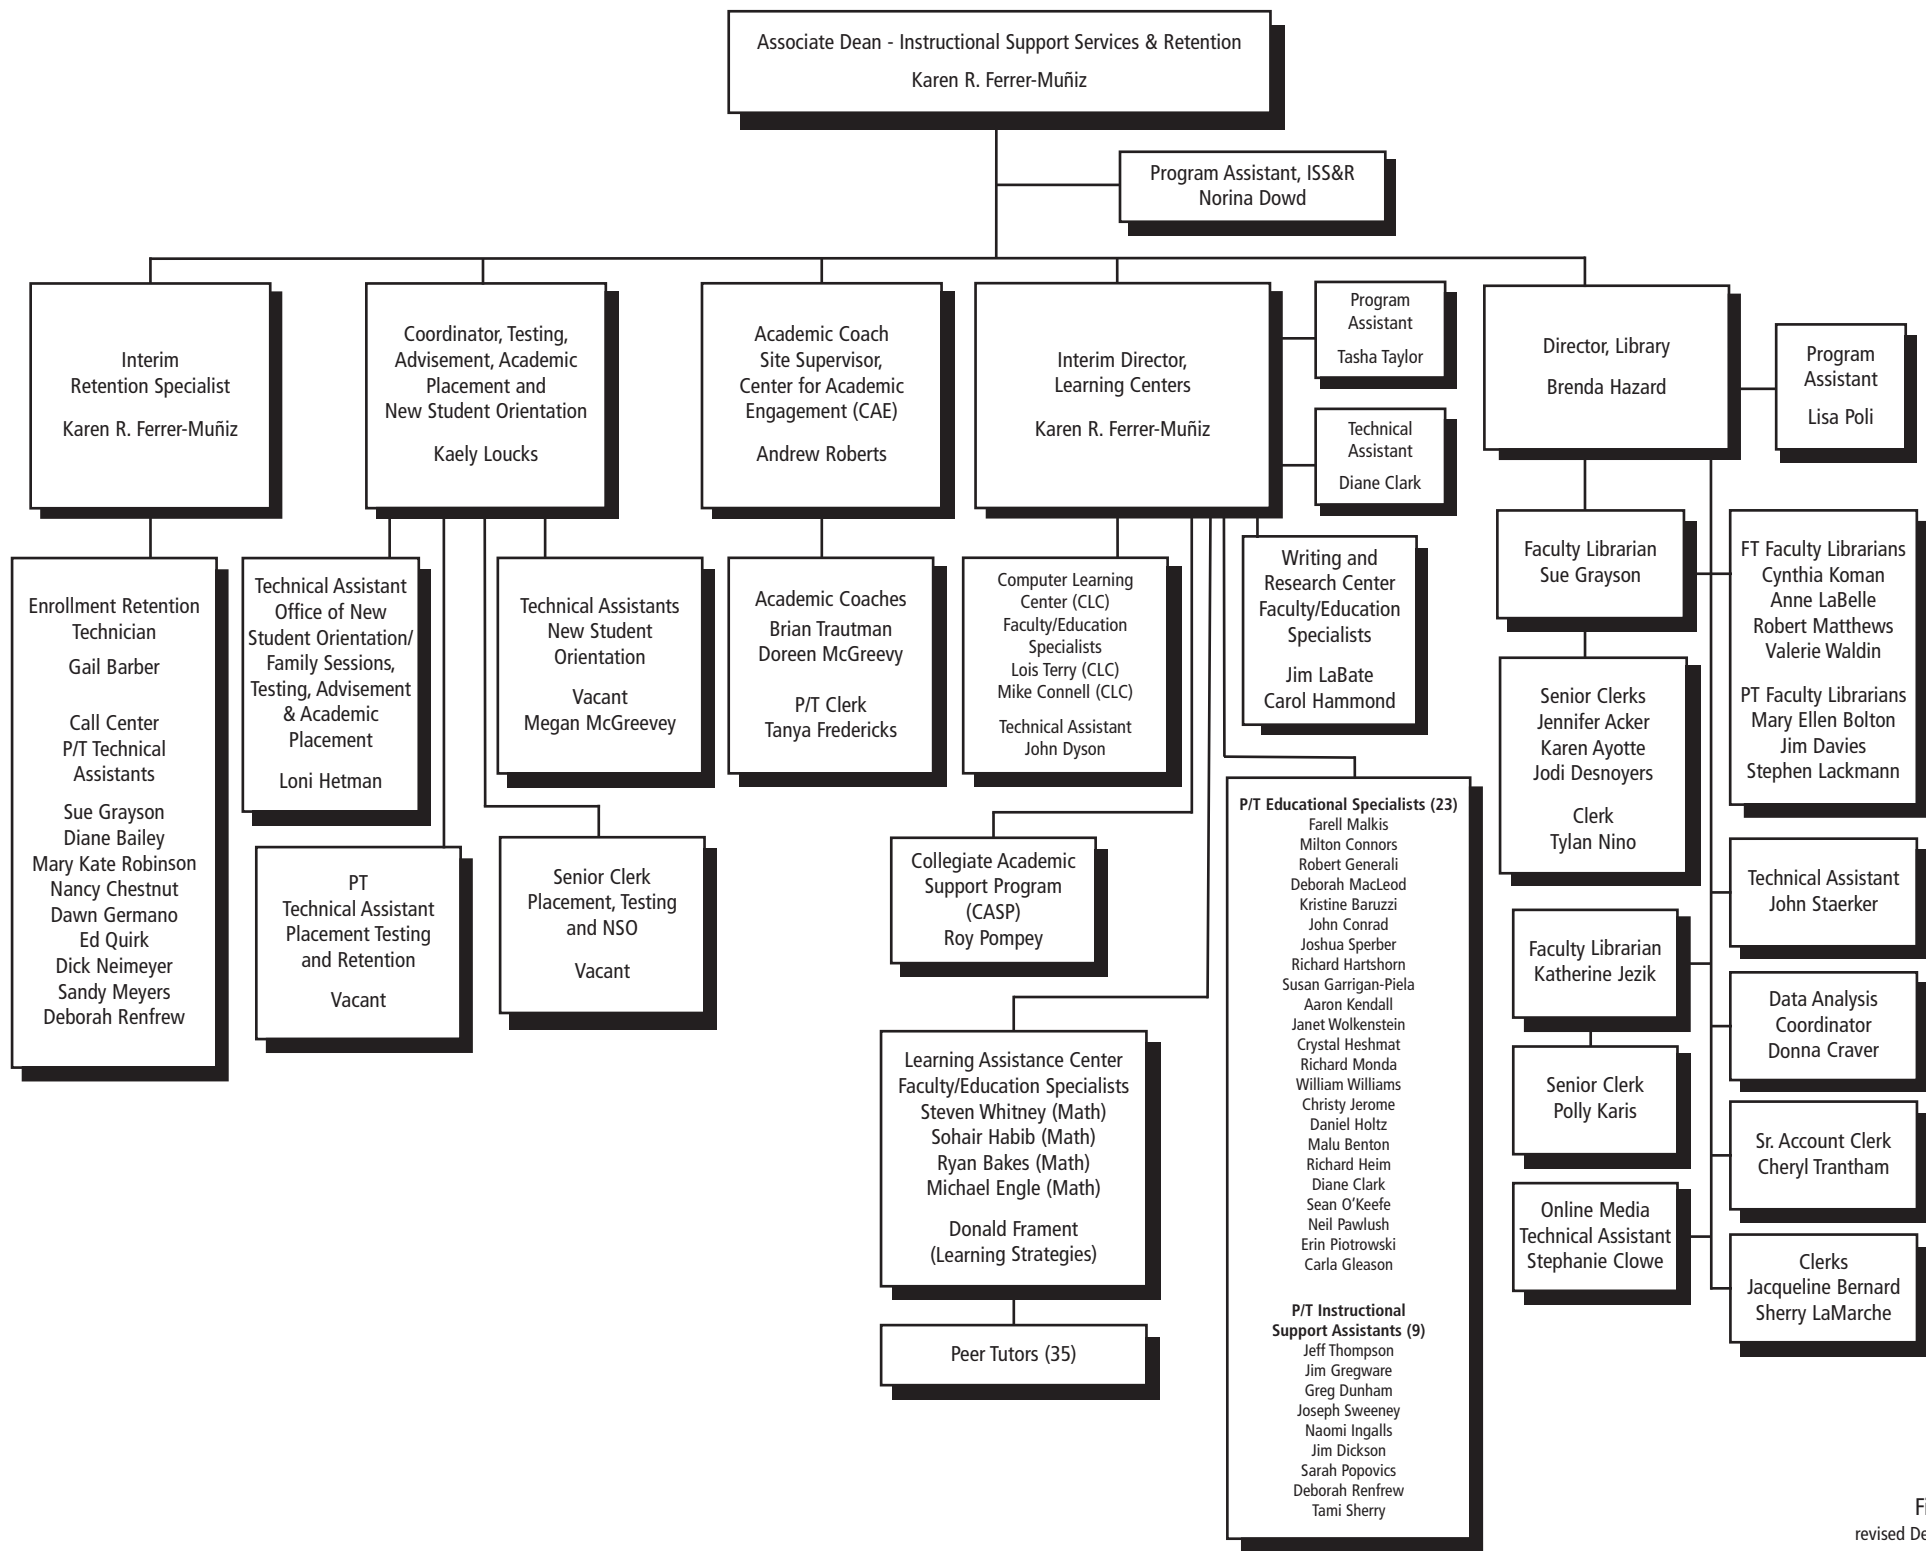 Associate Dean - Instructional Support Services & Retention
Karen R. Ferrer-Muñiz
Program Assistant, ISS&R
Norina Dowd
Interim
Retention Specialist
Karen R. Ferrer-Muñiz
Coordinator, Testing,
Advisement, Academic
Placement and
New Student Orientation
Kaely Loucks
Academic Coach
Site Supervisor,
Center for Academic
Engagement (CAE)
Andrew Roberts
Interim Director,
Learning Centers
Karen R. Ferrer-Muñiz
Program
Assistant
Tasha Taylor
Technical
Assistant
Diane Clark
Director, Library
Brenda Hazard
Program
Assistant
Lisa Poli
Enrollment Retention
Technician
Gail Barber
Call Center
P/T Technical
Assistants
Sue Grayson
Diane Bailey
Mary Kate Robinson
Nancy Chestnut
Dawn Germano
Ed Quirk
Dick Neimeyer
Sandy Meyers
Deborah Renfrew
Technical Assistant
Office of New
Student Orientation/
Family Sessions,
Testing, Advisement
& Academic
Placement
Loni Hetman
PT
Technical Assistant
Placement Testing
and Retention
Vacant
Technical Assistants
New Student
Orientation
Vacant
Megan McGreevey
Senior Clerk
Placement, Testing
and NSO
Vacant
Academic Coaches
Brian Trautman
Doreen McGreevy
P/T Clerk
Tanya Fredericks
Computer Learning
Center (CLC)
Faculty/Education
Specialists
Lois Terry (CLC)
Mike Connell (CLC)
Technical Assistant
John Dyson
Writing and
Research Center
Faculty/Education
Specialists
Jim LaBate
Carol Hammond
Collegiate Academic
Support Program
(CASP)
Roy Pompey
Learning Assistance Center
Faculty/Education Specialists
Steven Whitney (Math)
Sohair Habib (Math)
Ryan Bakes (Math)
Michael Engle (Math)
Donald Frament
(Learning Strategies)
Peer Tutors (35)
P/T Educational Specialists (23)
Farell Malkis
Milton Connors
Robert Generali
Deborah MacLeod
Kristine Baruzzi
John Conrad
Joshua Sperber
Richard Hartshorn
Susan Garrigan-Piela
Aaron Kendall
Janet Wolkenstein
Crystal Heshmat
Richard Monda
William Williams
Christy Jerome
Daniel Holtz
Malu Benton
Richard Heim
Diane Clark
Sean O'Keefe
Neil Pawlush
Erin Piotrowski
Carla Gleason
P/T Instructional
Support Assistants (9)
Jeff Thompson
Jim Gregware
Greg Dunham
Joseph Sweeney
Naomi Ingalls
Jim Dickson
Sarah Popovics
Deborah Renfrew
Tami Sherry
Faculty Librarian
Sue Grayson
Senior Clerks
Jennifer Acker
Karen Ayotte
Jodi Desnoyers
Clerk
Tylan Nino
Faculty Librarian
Katherine Jezik
Senior Clerk
Polly Karis
Online Media
Technical Assistant
Stephanie Clowe
FT Faculty Librarians
Cynthia Koman
Anne LaBelle
Robert Matthews
Valerie Waldin
PT Faculty Librarians
Mary Ellen Bolton
Jim Davies
Stephen Lackmann
Technical Assistant
John Staerker
Data Analysis
Coordinator
Donna Craver
Sr. Account Clerk
Cheryl Trantham
Clerks
Jacqueline Bernard
Sherry LaMarche
revised